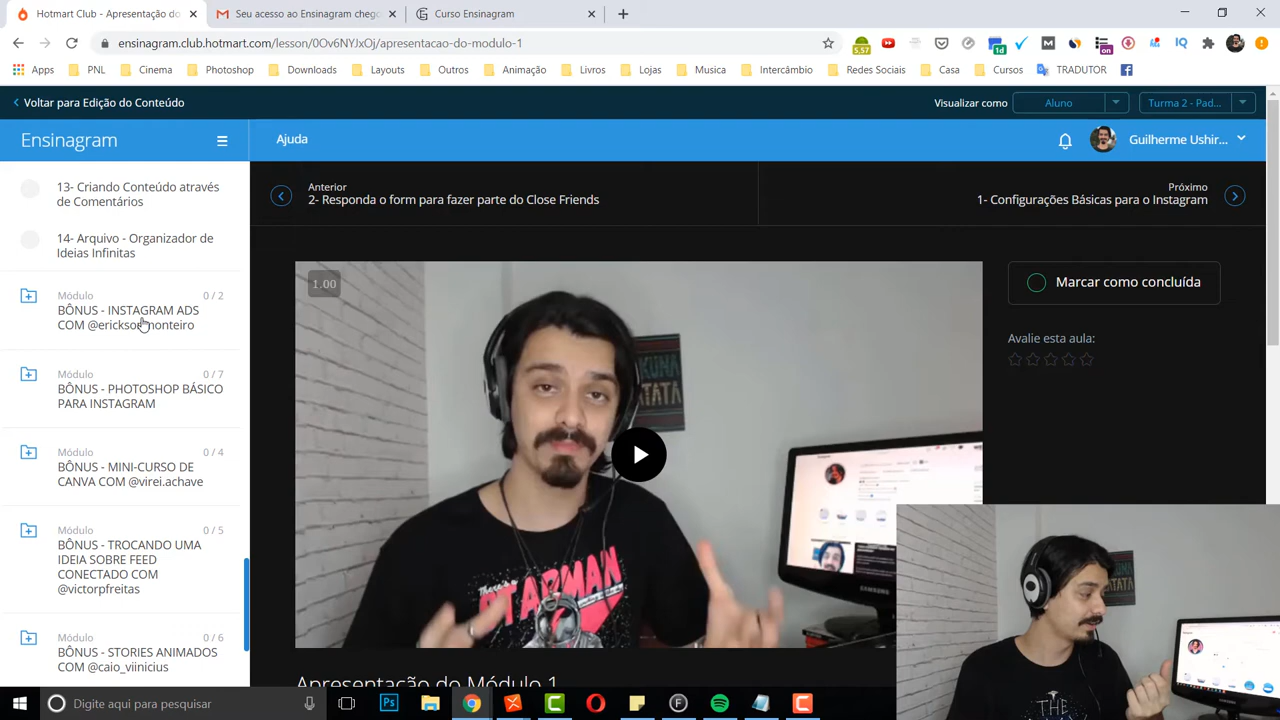 Hotmart Club - Apresentação do
Seu acesso ao Ensinagram cheg
Curso Ensinagram
ensinagram.club.hotmart.com/lesson/0Ov6NYJxOj/apresentacao-do-modulo-1
5,57
1d
on
IQ
Apps
PNL
Cinema
Photoshop
Downloads
Layouts
Outros
Animação
Livros
Lojas
Musica
Intercâmbio
Redes Sociais
Casa
Cursos
TRADUTOR
Voltar para Edição do Conteúdo
Visualizar como
Aluno
Turma 2 - Pad...
Ensinagram
Ajuda
Guilherme Ushir...
13- Criando Conteúdo através
de Comentários
14- Arquivo - Organizador de
Ideias Infinitas
Módulo 0 / 2
BÔNUS - INSTAGRAM ADS
COM @ericksonmonteiro
Módulo 0 / 7
BÔNUS - PHOTOSHOP BÁSICO
PARA INSTAGRAM
Módulo 0 / 4
BÔNUS - MINI-CURSO DE
CANVA COM @virei.achave
Módulo 0 / 5
BÔNUS - TROCANDO UMA
IDEIA SOBRE FEED
CONECTADO COM
@victorpfreitas
Módulo 0 / 6
BÔNUS - STORIES ANIMADOS
COM @caio_viinicius
Anterior
2- Responda o form para fazer parte do Close Friends
Próximo
1- Configurações Básicas para o Instagram
1.00
Marcar como concluída
Avalie esta aula:
Apresentação do Módulo 1
Digite aqui para pesquisar